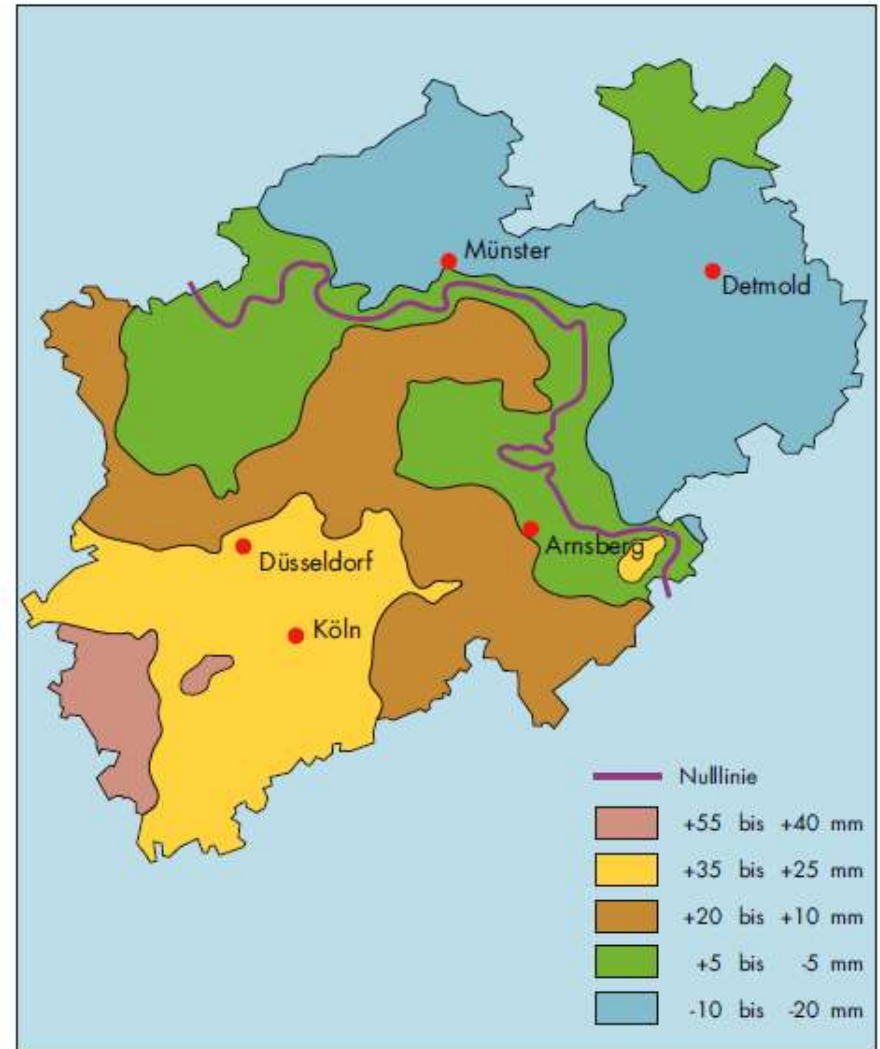 Münster
Detmold
Arnsberg
Düsseldorf
Köln
Nulllinie
+55 bis +40 mm
+35 bis +25 mm
+20 bis +10 mm
+5 bis -5 mm
-10 bis -20 mm